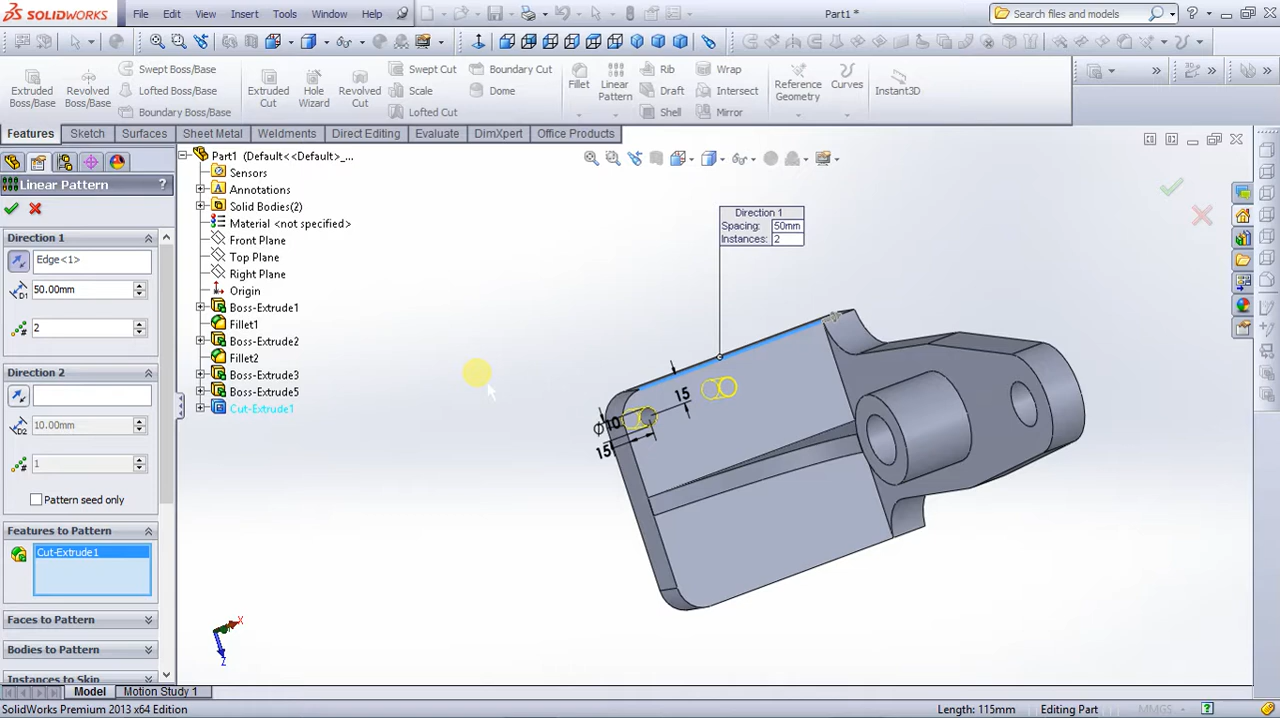 SOLIDWORKS
File
Edit
View
Insert
Tools
Window
Help
Part1 *
Search files and models
Extruded Boss/Base
Revolved Boss/Base
Swept Boss/Base
Lofted Boss/Base
Boundary Boss/Base
Extruded Cut
Hole Wizard
Revolved Cut
Swept Cut
Scale
Lofted Cut
Boundary Cut
Dome
Fillet
Linear Pattern
Rib
Draft
Shell
Wrap
Intersect
Mirror
Reference Geometry
Curves
Instant3D
Features
Sketch
Surfaces
Sheet Metal
Weldments
Direct Editing
Evaluate
DimXpert
Office Products
Linear Pattern
?
Direction 1
Edge<1>
50.00mm
2
Direction 2
10.00mm
1
Pattern seed only
Features to Pattern
Cut-Extrude1
Faces to Pattern
Bodies to Pattern
Instances to Skip
Part1 (Default<<Default>_...
Sensors
Annotations
Solid Bodies(2)
Material <not specified>
Front Plane
Top Plane
Right Plane
Origin
Boss-Extrude1
Fillet1
Boss-Extrude2
Fillet2
Boss-Extrude3
Boss-Extrude5
Cut-Extrude1
Direction 1
Spacing: 50mm
Instances: 2
15
Φ10
15
X
Z
Model
Motion Study 1
SolidWorks Premium 2013 x64 Edition
Length: 115mm
Editing Part
MMGS